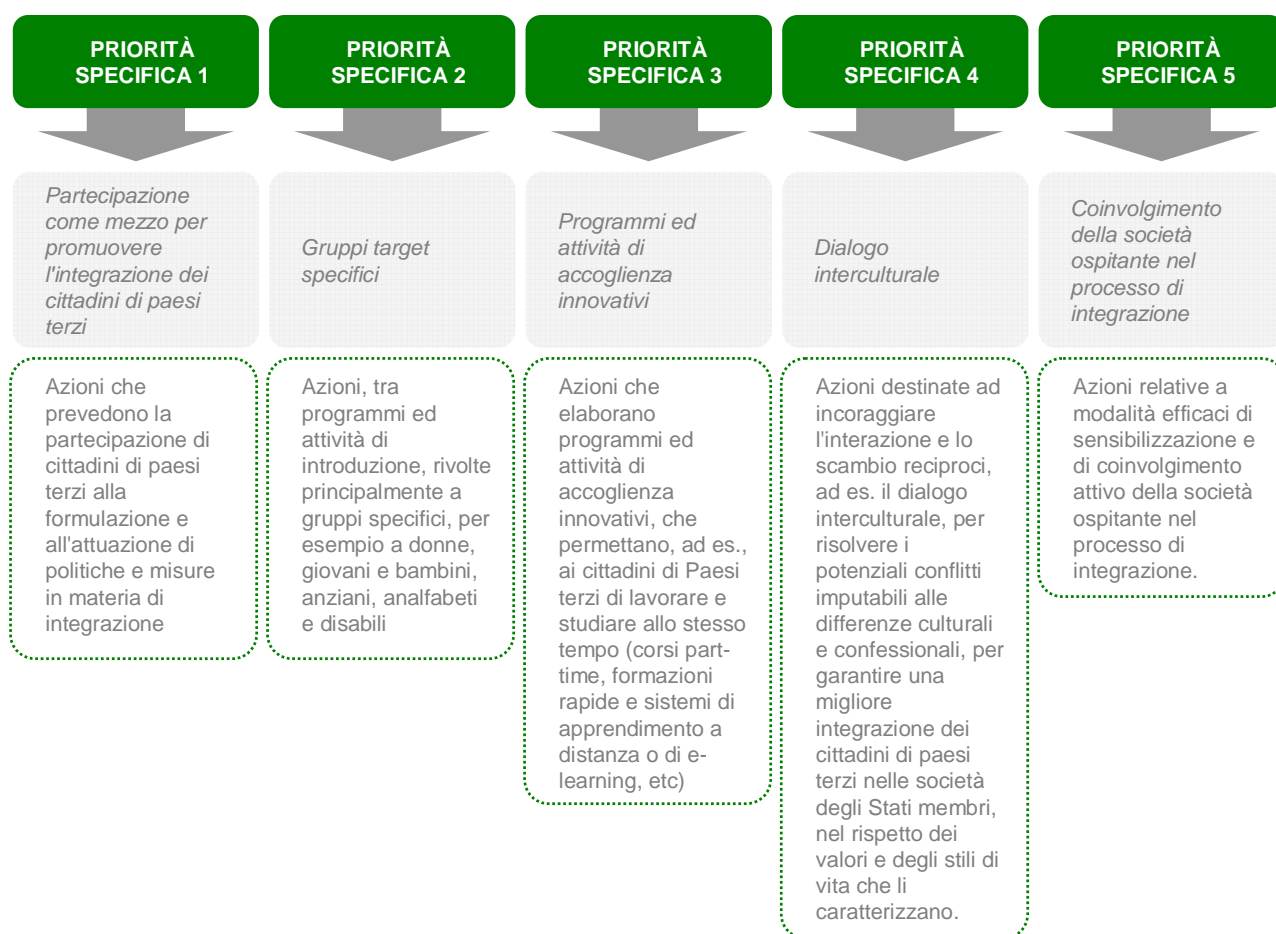 PRIORITÀ
SPECIFICA 1
Partecipazione
come mezzo per
promuovere
l'integrazione dei
cittadini di paesi
terzi
Azioni che
prevedono la
partecipazione di
cittadini di paesi
terzi alla
formulazione e
all'attuazione di
politiche e misure
in materia di
integrazione
PRIORITÀ
SPECIFICA 2
Gruppi target
specifici
Azioni, tra
programmi ed
attività di
introduzione, rivolte
principalmente a
gruppi specifici, per
esempio a donne,
giovani e bambini,
anziani, analfabeti
e disabili
PRIORITÀ
SPECIFICA 3
Programmi ed
attività di
accoglienza
innovativi
Azioni che
elaborano
programmi ed
attività di
accoglienza
innovativi, che
permettano, ad es.,
ai cittadini di Paesi
terzi di lavorare e
studiare allo stesso
tempo (corsi part-
time, formazioni
rapide e sistemi di
apprendimento a
distanza o di e-
learning, etc)
PRIORITÀ
SPECIFICA 4
Dialogo
interculturale
Azioni destinate ad
incoraggiare
l'interazione e lo
scambio reciproci,
ad es. il dialogo
interculturale, per
risolvere i
potenziali conflitti
imputabili alle
differenze culturali
e confessionali, per
garantire una
migliore
integrazione dei
cittadini di paesi
terzi nelle società
degli Stati membri,
nel rispetto dei
valori e degli stili di
vita che li
caratterizzano.
PRIORITÀ
SPECIFICA 5
Coinvolgimento
della società
ospitante nel
processo di
integrazione
Azioni relative a
modalità efficaci di
sensibilizzazione e
di coinvolgimento
attivo della società
ospitante nel
processo di
integrazione.